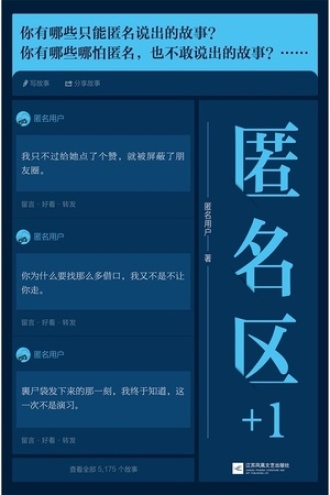 你有哪些只能匿名说出的故事?
你有哪些哪怕匿名，也不敢说出的故事？……
写故事 分享故事
匿名用户
我只不过给她点了个赞，就被屏蔽了朋
友圈。
留言 · 好看 · 转发
匿名用户
你为什么要找那么多借口，我又不是不让
你走。
留言 · 好看 · 转发
匿名用户
裹尸袋发下来的那一刻，我终于知道，这
一次不是演习。
留言 · 好看 · 转发
查看全部 5,175 个故事
匿名区+1
匿名用户 著
江苏凤凰文艺出版社